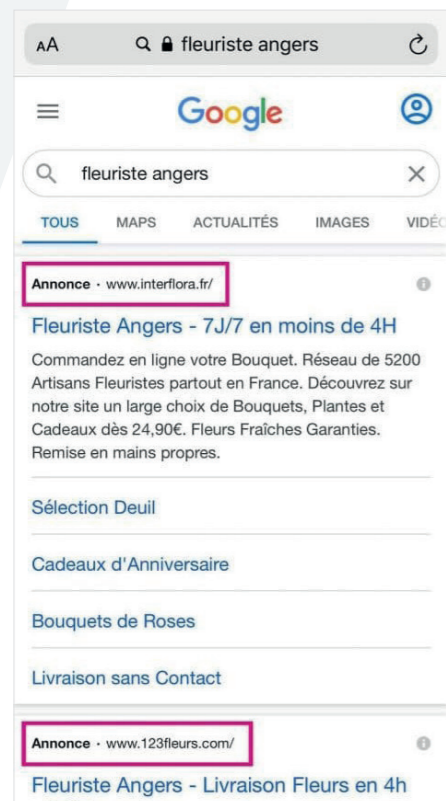 AA fleuriste angers
Google
fleuriste angers
TOUS MAPS ACTUALITÉS IMAGES VIDÉO
Annonce · www.interflora.fr/
Fleuriste Angers - 7J/7 en moins de 4H
Commandez en ligne votre Bouquet. Réseau de 5200
Artisans Fleuristes partout en France. Découvrez sur
notre site un large choix de Bouquets, Plantes et
Cadeaux dès 24,90€. Fleurs Fraîches Garanties.
Remise en mains propres.
Sélection Deuil
Cadeaux d'Anniversaire
Bouquets de Roses
Livraison sans Contact
Annonce · www.123fleurs.com/
Fleuriste Angers - Livraison Fleurs en 4h